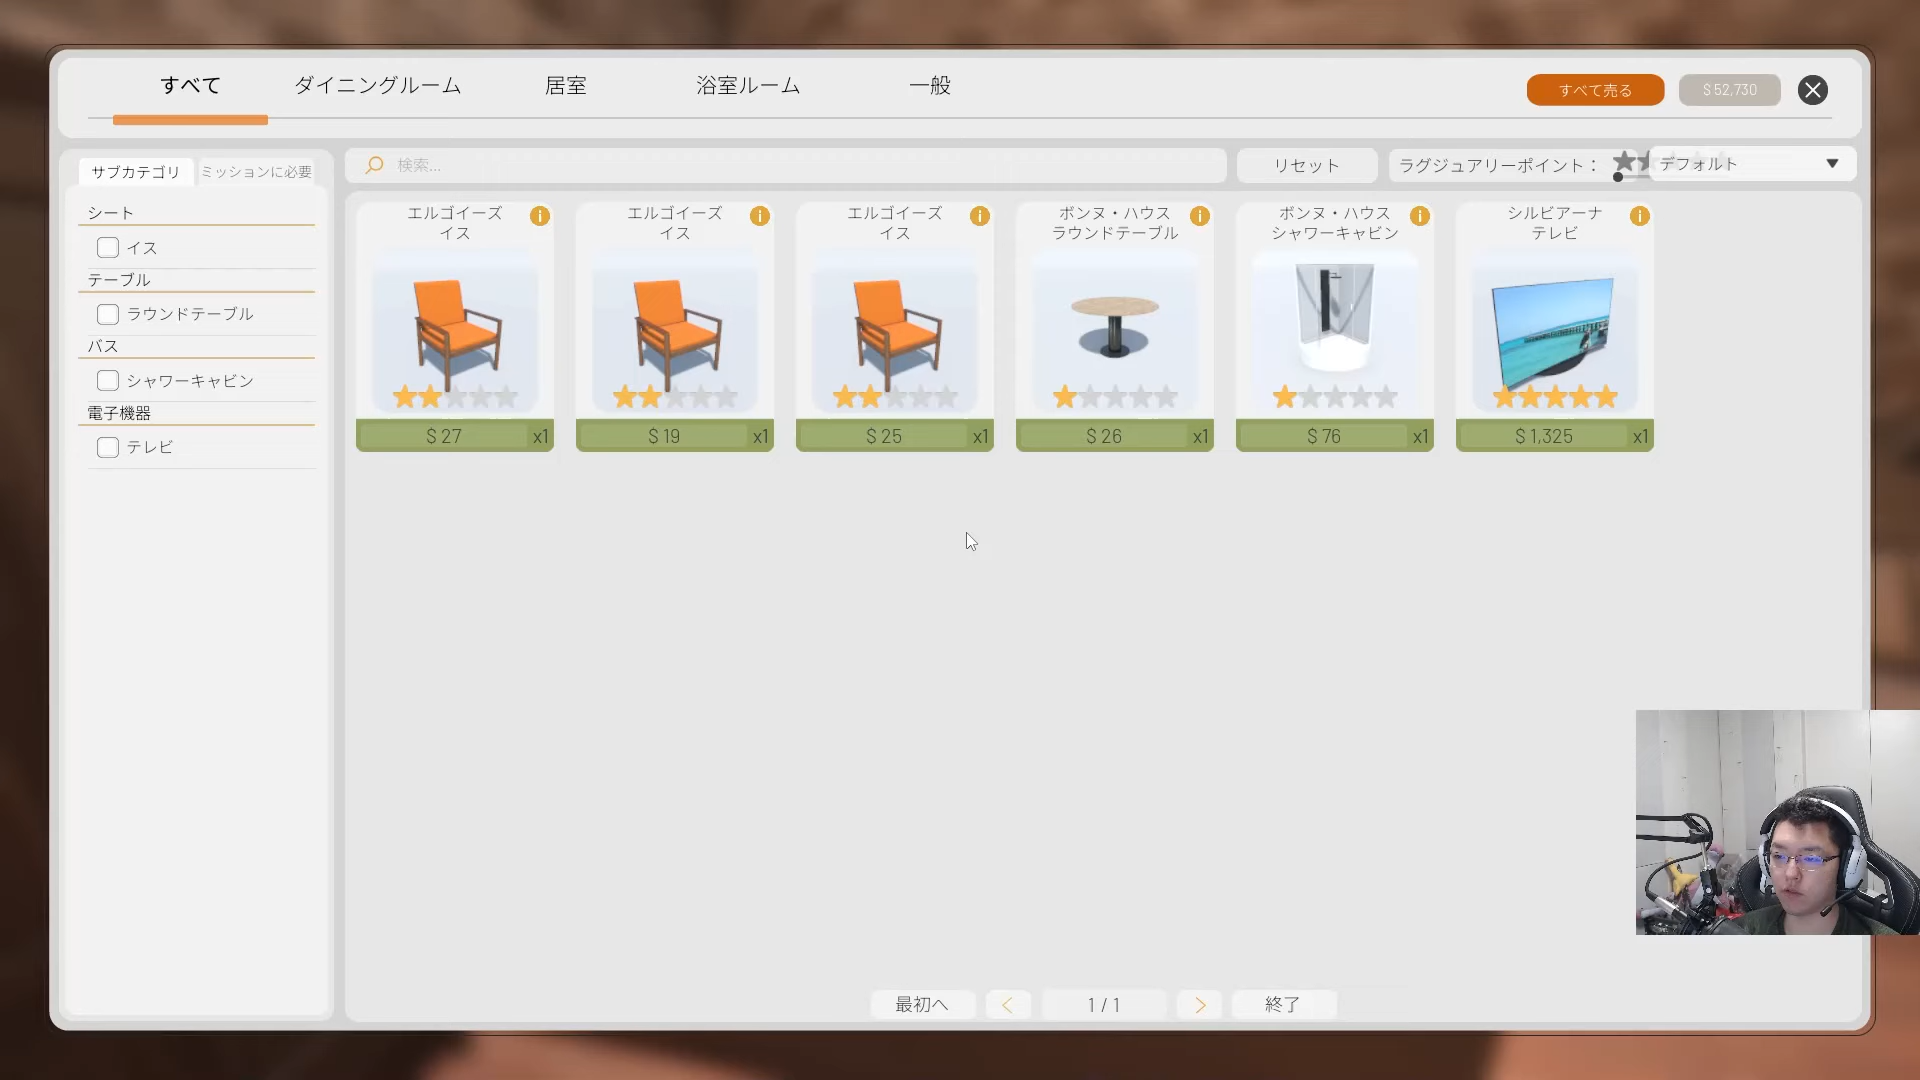 すべて
ダイニングルーム
居室
浴室ルーム
一般
すべて売る
$ 52,730
サブカテゴリ
ミッションに必要
検索...
リセット
ラグジュアリーポイント：
デフォルト
シート
イス
テーブル
ラウンドテーブル
バス
シャワーキャビン
電子機器
テレビ
エルゴイーズ
イス
$ 27
x1
エルゴイーズ
イス
$ 19
x1
エルゴイーズ
イス
$ 25
x1
ボンヌ・ハウス
ラウンドテーブル
$ 26
x1
ボンヌ・ハウス
シャワーキャビン
$ 76
x1
シルビアーナ
テレビ
$ 1,325
x1
最初へ
1 / 1
終了